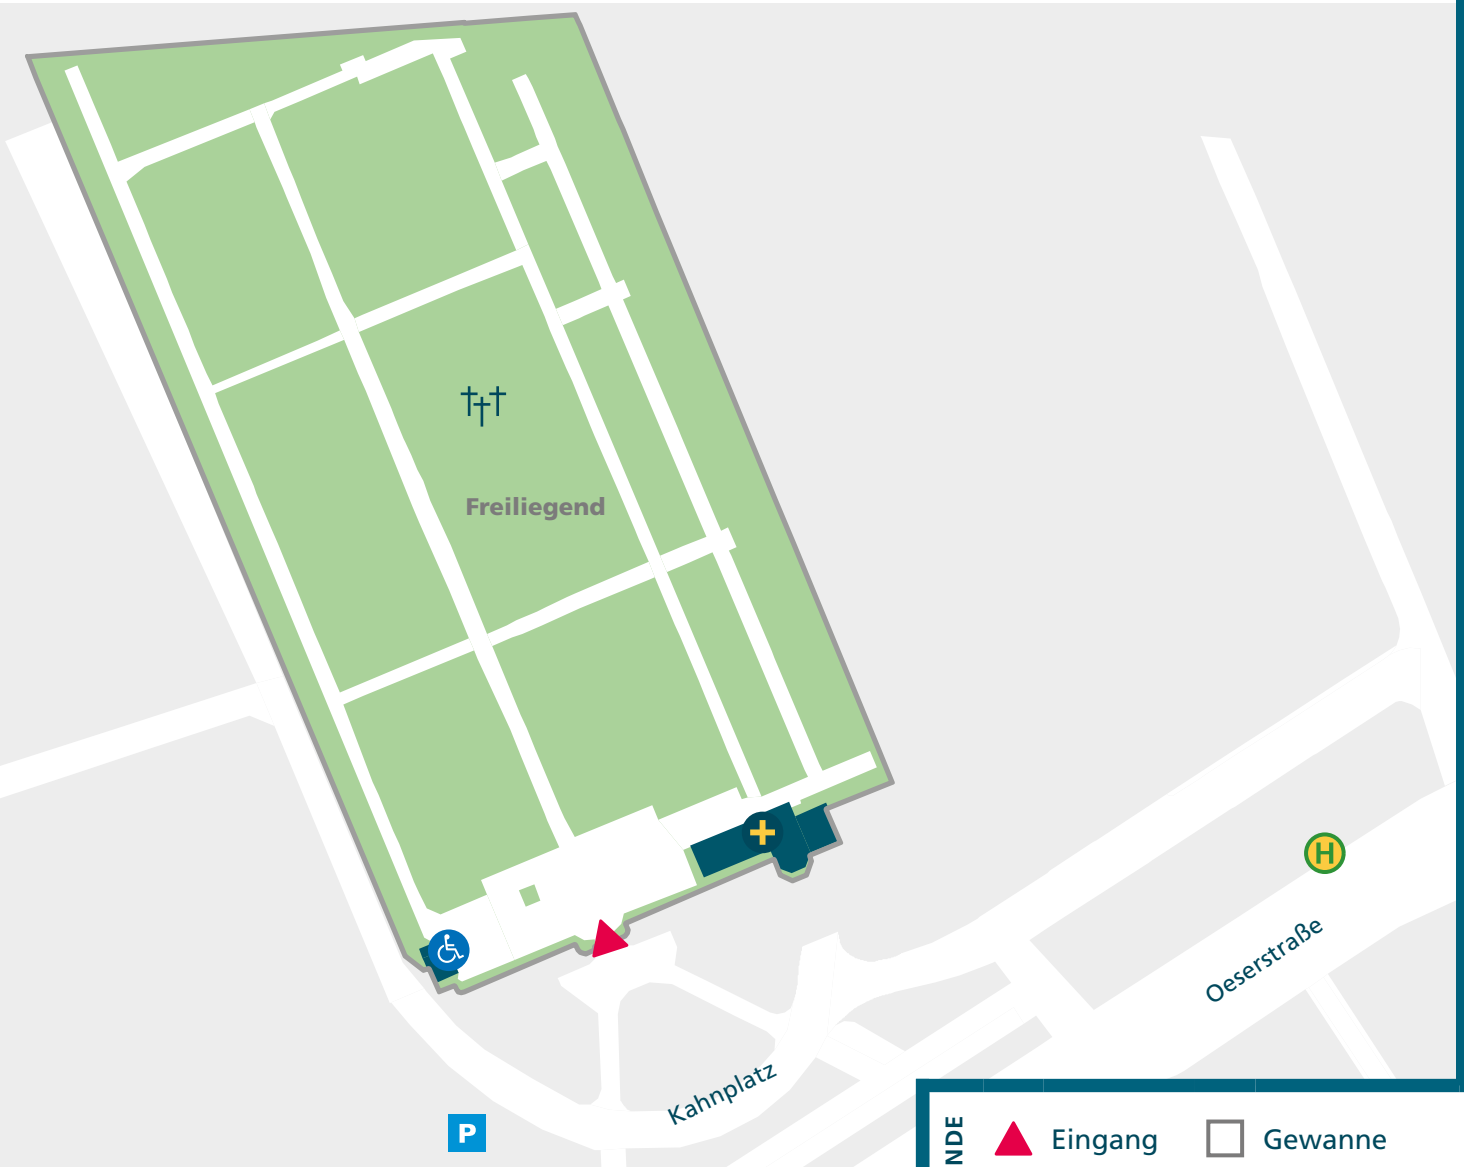 Freiliegend
H
Oeserstraße
Kahnplatz
P
NDE
Eingang
Gewanne